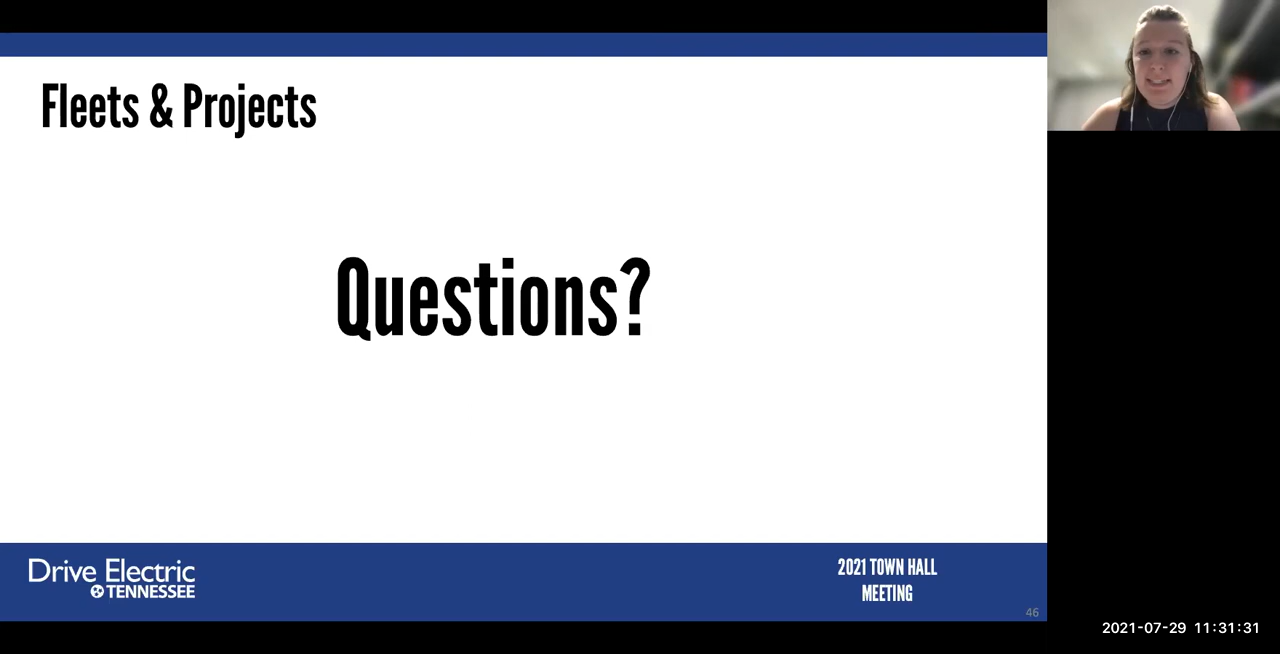 Fleets & Projects
Questions?
Drive Electric
TENNESSEE
2021 TOWN HALL
MEETING
46
2021-07-29 11:31:31